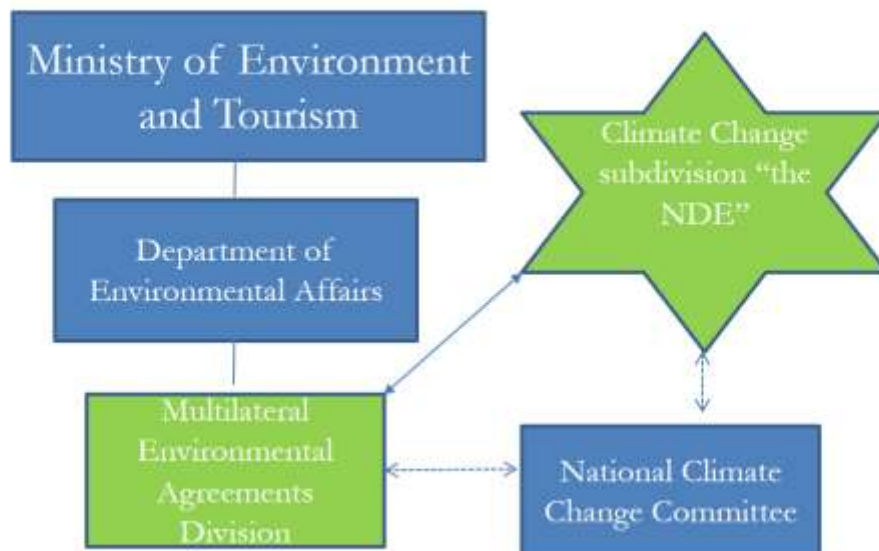 Ministry of Environment
and Tourism
Climate Change
subdivision “the
NDE”
Department of
Environmental Affairs
Multilateral
Environmental
Agreements
Division
National Climate
Change Committee